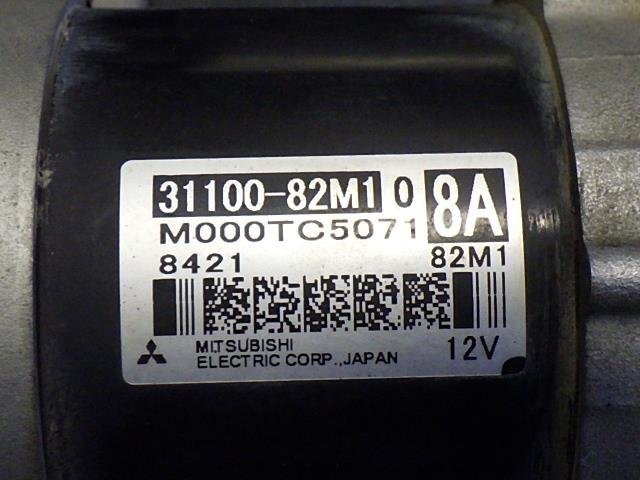 31100-82M1 0 8A
M000TC5071
8421 82M1
MITSUBISHI
ELECTRIC CORP.,JAPAN 12V